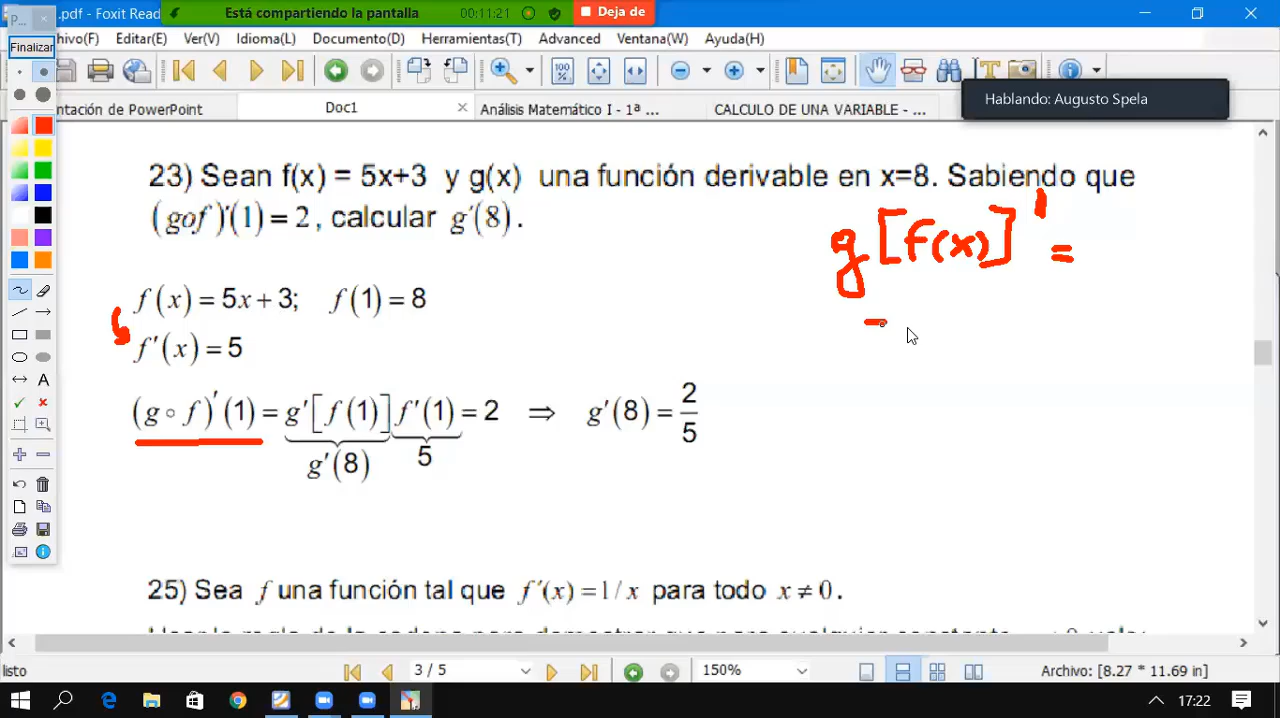 .pdf - Foxit Read
Está compartiendo la pantalla
00:11:21
Deja de
P...
Finalizar
hivo(F) Editar(E) Ver(V) Idioma(L) Documento(D) Herramientas(T) Advanced Ventana(W) Ayuda(H)
Hablando: Augusto Spela
ntación de PowerPoint
Doc1
Análisis Matemático I - 1ª ...
CALCULO DE UNA VARIABLE - ...
23) Sean f(x) = 5x+3 y g(x) una función derivable en x=8. Sabiendo que
(gof)′(1) = 2, calcular g′(8).
g[f(x)]' =
f(x) = 5x + 3; f(1) = 8
f′(x) = 5
(g ∘ f)′(1) = g′[f(1)] f′(1) = 2 ⇒ g′(8) = 2/5
g′(8) 5
25) Sea f una función tal que f′(x) = 1/x para todo x ≠ 0.
listo
3 / 5
150%
Archivo: [8.27 * 11.69 in]
17:22